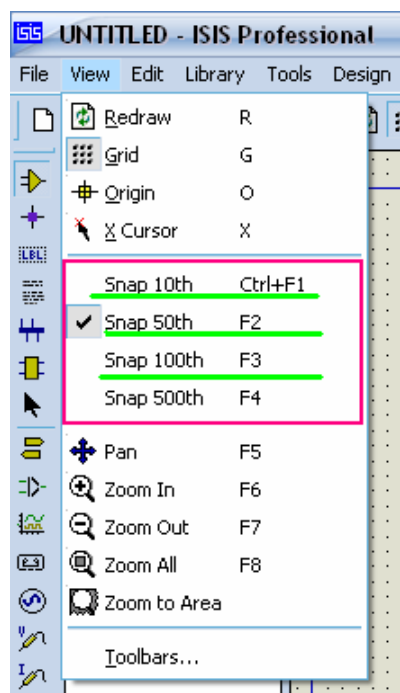 isis UNTITLED - ISIS Professional
File View Edit Library Tools Design
Redraw R
Grid G
Origin O
X Cursor X
Snap 10th Ctrl+F1
Snap 50th F2
Snap 100th F3
Snap 500th F4
Pan F5
Zoom In F6
Zoom Out F7
Zoom All F8
Zoom to Area
Toolbars...
LBL